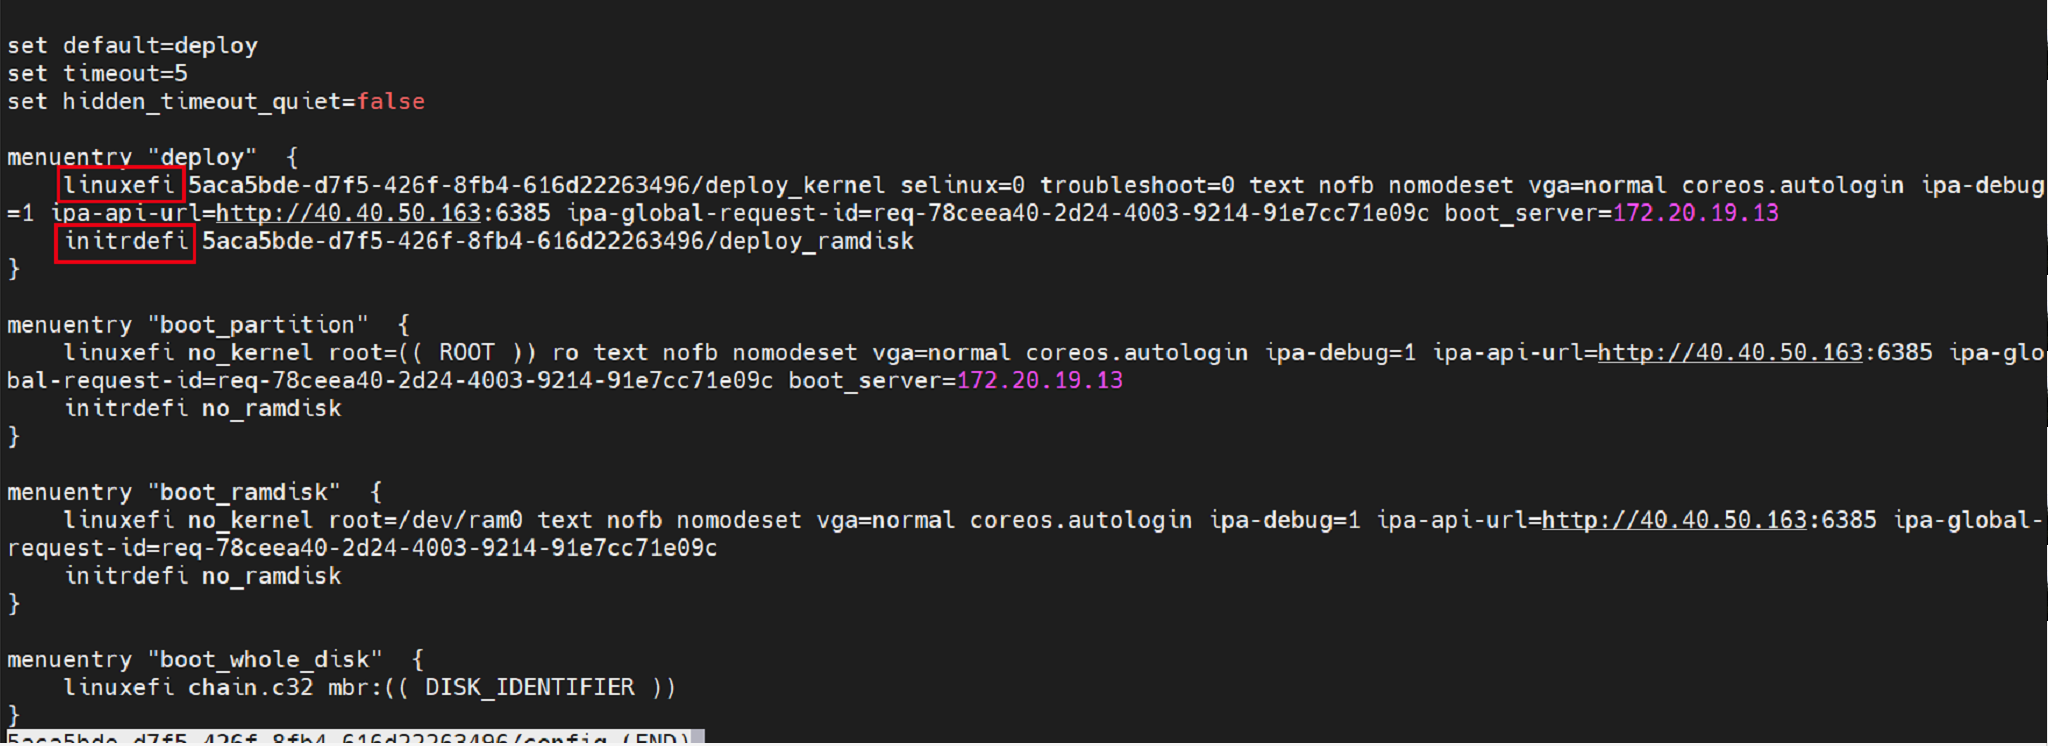 set default=deploy
set timeout=5
set hidden_timeout_quiet=false
menuentry "deploy"  {
linuxefi 5aca5bde-d7f5-426f-8fb4-616d22263496/deploy_kernel selinux=0 troubleshoot=0 text nofb nomodeset vga=normal coreos.autologin ipa-debug
=1 ipa-api-url=http://40.40.50.163:6385 ipa-global-request-id=req-78ceea40-2d24-4003-9214-91e7cc71e09c boot_server=172.20.19.13
initrdefi 5aca5bde-d7f5-426f-8fb4-616d22263496/deploy_ramdisk
}
menuentry "boot_partition"  {
linuxefi no_kernel root=(( ROOT )) ro text nofb nomodeset vga=normal coreos.autologin ipa-debug=1 ipa-api-url=http://40.40.50.163:6385 ipa-glo
bal-request-id=req-78ceea40-2d24-4003-9214-91e7cc71e09c boot_server=172.20.19.13
initrdefi no_ramdisk
}
menuentry "boot_ramdisk"  {
linuxefi no_kernel root=/dev/ram0 text nofb nomodeset vga=normal coreos.autologin ipa-debug=1 ipa-api-url=http://40.40.50.163:6385 ipa-global-
request-id=req-78ceea40-2d24-4003-9214-91e7cc71e09c
initrdefi no_ramdisk
}
menuentry "boot_whole_disk"  {
linuxefi chain.c32 mbr:(( DISK_IDENTIFIER ))
}
5aca5bde-d7f5-426f-8fb4-616d22263496/config (END)